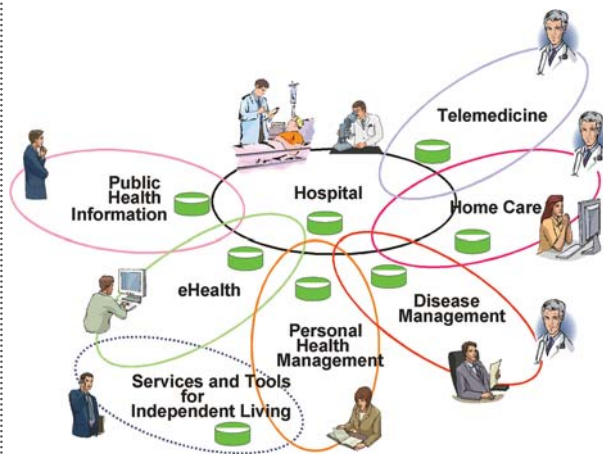 Telemedicine
Public
Health
Information
Hospital
Home Care
eHealth
Disease
Management
Personal
Health
Management
Services and Tools
for
Independent Living